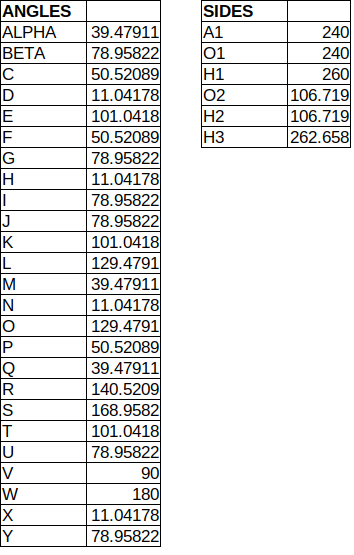 ANGLES SIDES
ALPHA 39.47911 A1 240
BETA 78.95822 O1 240
C 50.52089 H1 260
D 11.04178 O2 106.719
E 101.0418 H2 106.719
F 50.52089 H3 262.658
G 78.95822
H 11.04178
I 78.95822
J 78.95822
K 101.0418
L 129.4791
M 39.47911
N 11.04178
O 129.4791
P 50.52089
Q 39.47911
R 140.5209
S 168.9582
T 101.0418
U 78.95822
V 90
W 180
X 11.04178
Y 78.95822